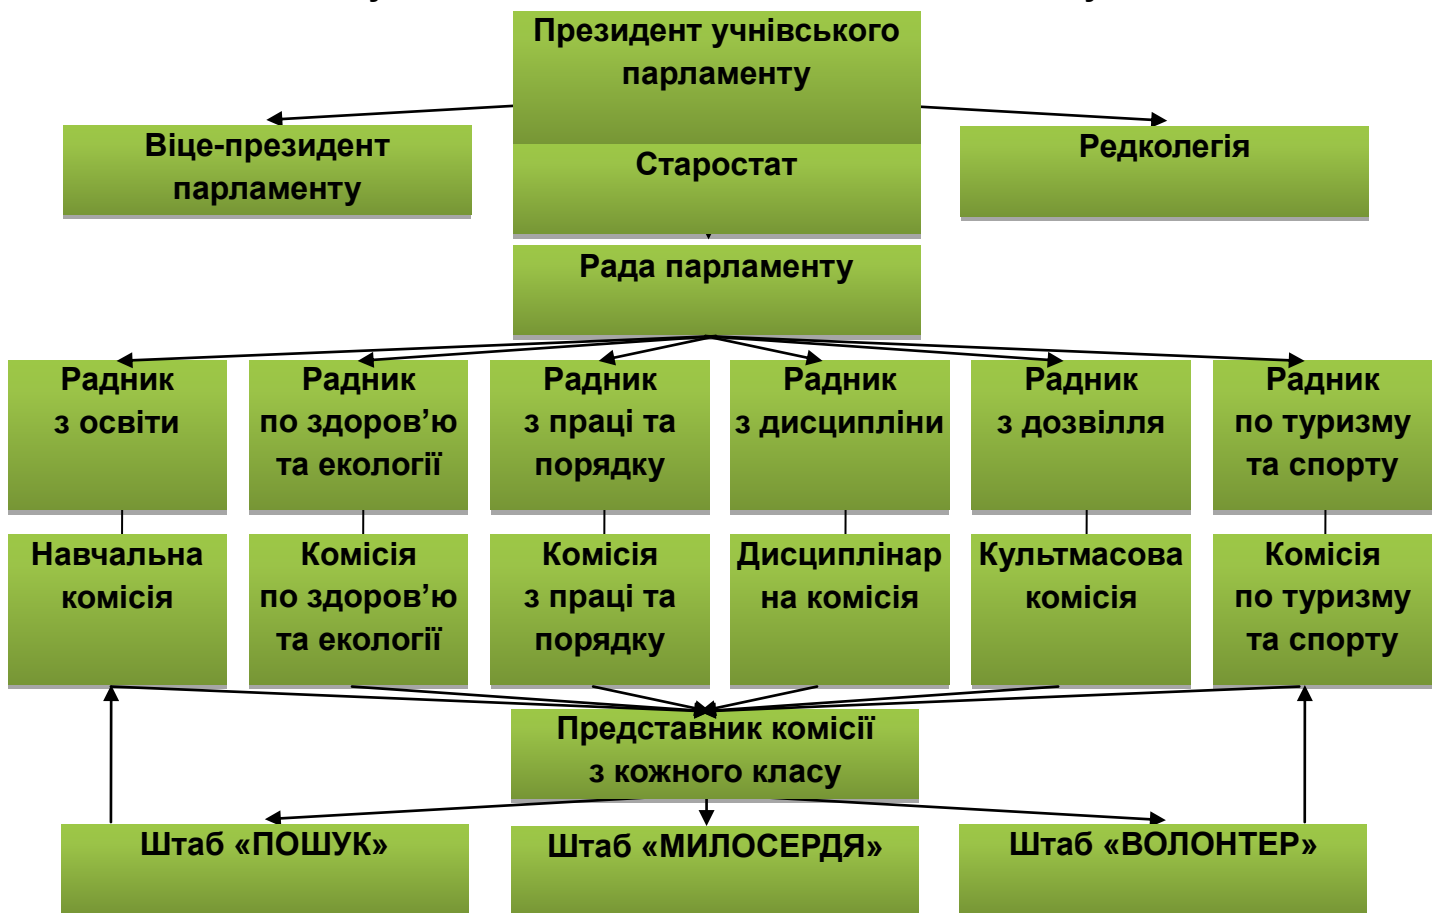 Президент учнівського
парламенту
Віце-президент
парламенту
Старостат
Редколегія
Рада парламенту
Радник
з освіти
Радник
по здоров’ю
та екології
Радник
з праці та
порядку
Радник
з дисципліни
Радник
з дозвілля
Радник
по туризму
та спорту
Навчальна
комісія
Комісія
по здоров’ю
та екології
Комісія
з праці та
порядку
Дисциплінар
на комісія
Культмасова
комісія
Комісія
по туризму
та спорту
Представник комісії
з кожного класу
Штаб «ПОШУК»
Штаб «МИЛОСЕРДЯ»
Штаб «ВОЛОНТЕР»